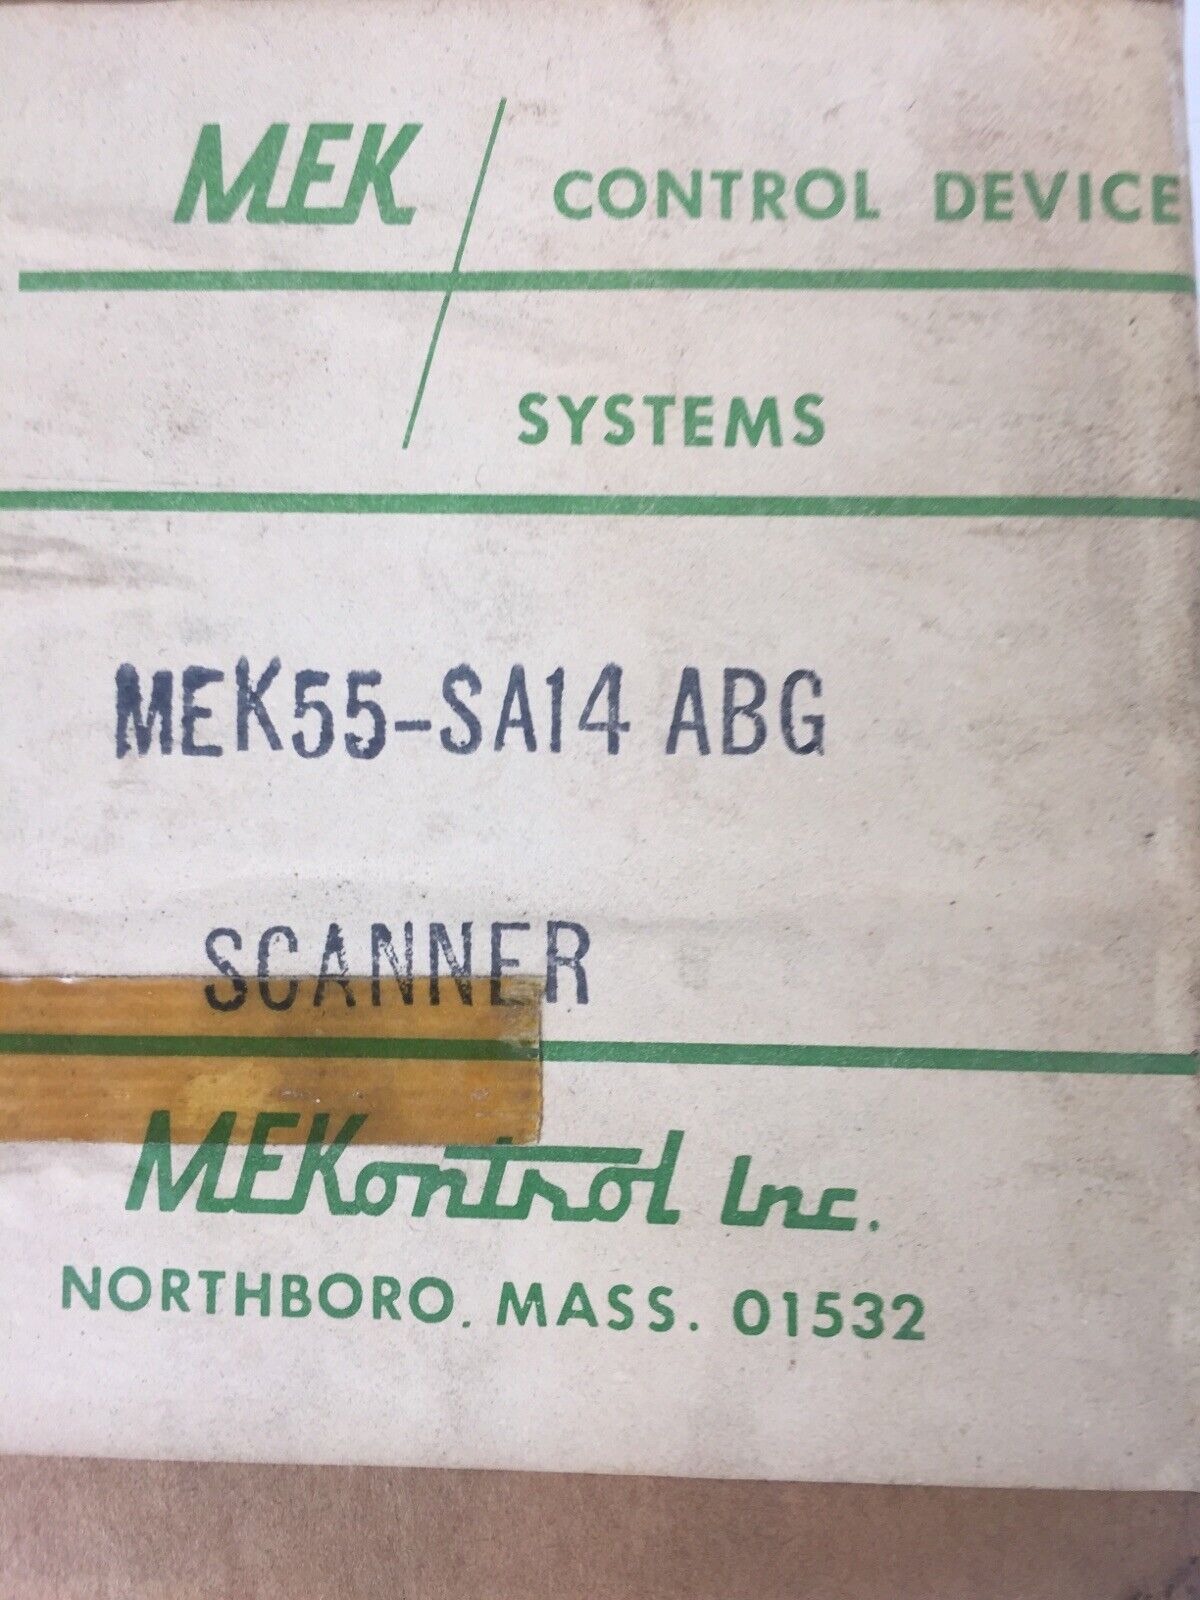 MEK / CONTROL DEVICE
SYSTEMS
MEK55-SA14 ABG
SCANNER
MEKontrol Inc.
NORTHBORO, MASS. 01532